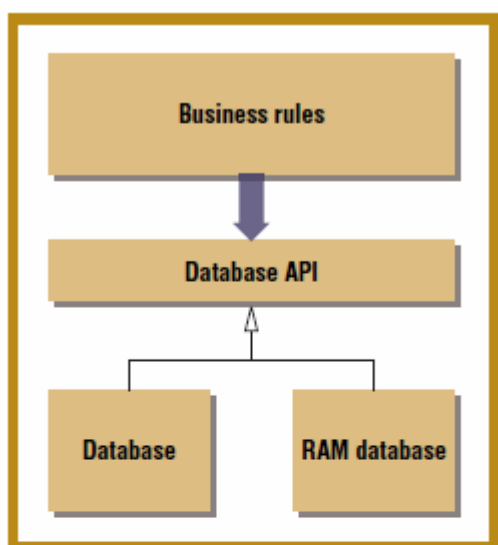 Business rules
Database API
Database
RAM database